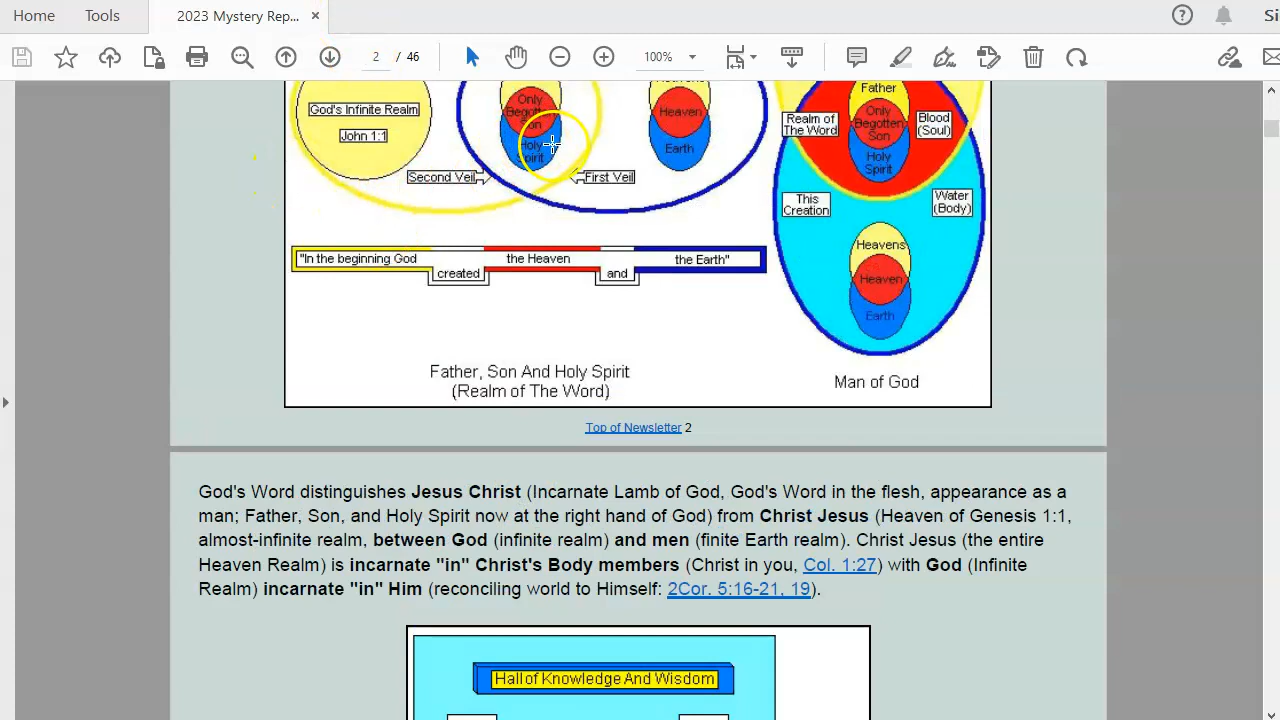 Home
Tools
2023 Mystery Rep...
×
Si
2 / 46
100%
God's Infinite Realm
John 1:1
Second Veil
Only
Begotten
Son
Holy
Spirit
First Veil
Heaven
Earth
Realm of
The Word
Father
Only
Begotten
Son
Holy
Spirit
Blood
(Soul)
This
Creation
Water
(Body)
Heavens
Heaven
Earth
"In the beginning God
created
the Heaven
and
the Earth"
Father, Son And Holy Spirit
(Realm of The Word)
Man of God
Top of Newsletter 2
God's Word distinguishes Jesus Christ (Incarnate Lamb of God, God's Word in the flesh, appearance as a
man; Father, Son, and Holy Spirit now at the right hand of God) from Christ Jesus (Heaven of Genesis 1:1,
almost-infinite realm, between God (infinite realm) and men (finite Earth realm). Christ Jesus (the entire
Heaven Realm) is incarnate "in" Christ's Body members (Christ in you, Col. 1:27) with God (Infinite
Realm) incarnate "in" Him (reconciling world to Himself: 2Cor. 5:16-21, 19).
Hall of Knowledge And Wisdom